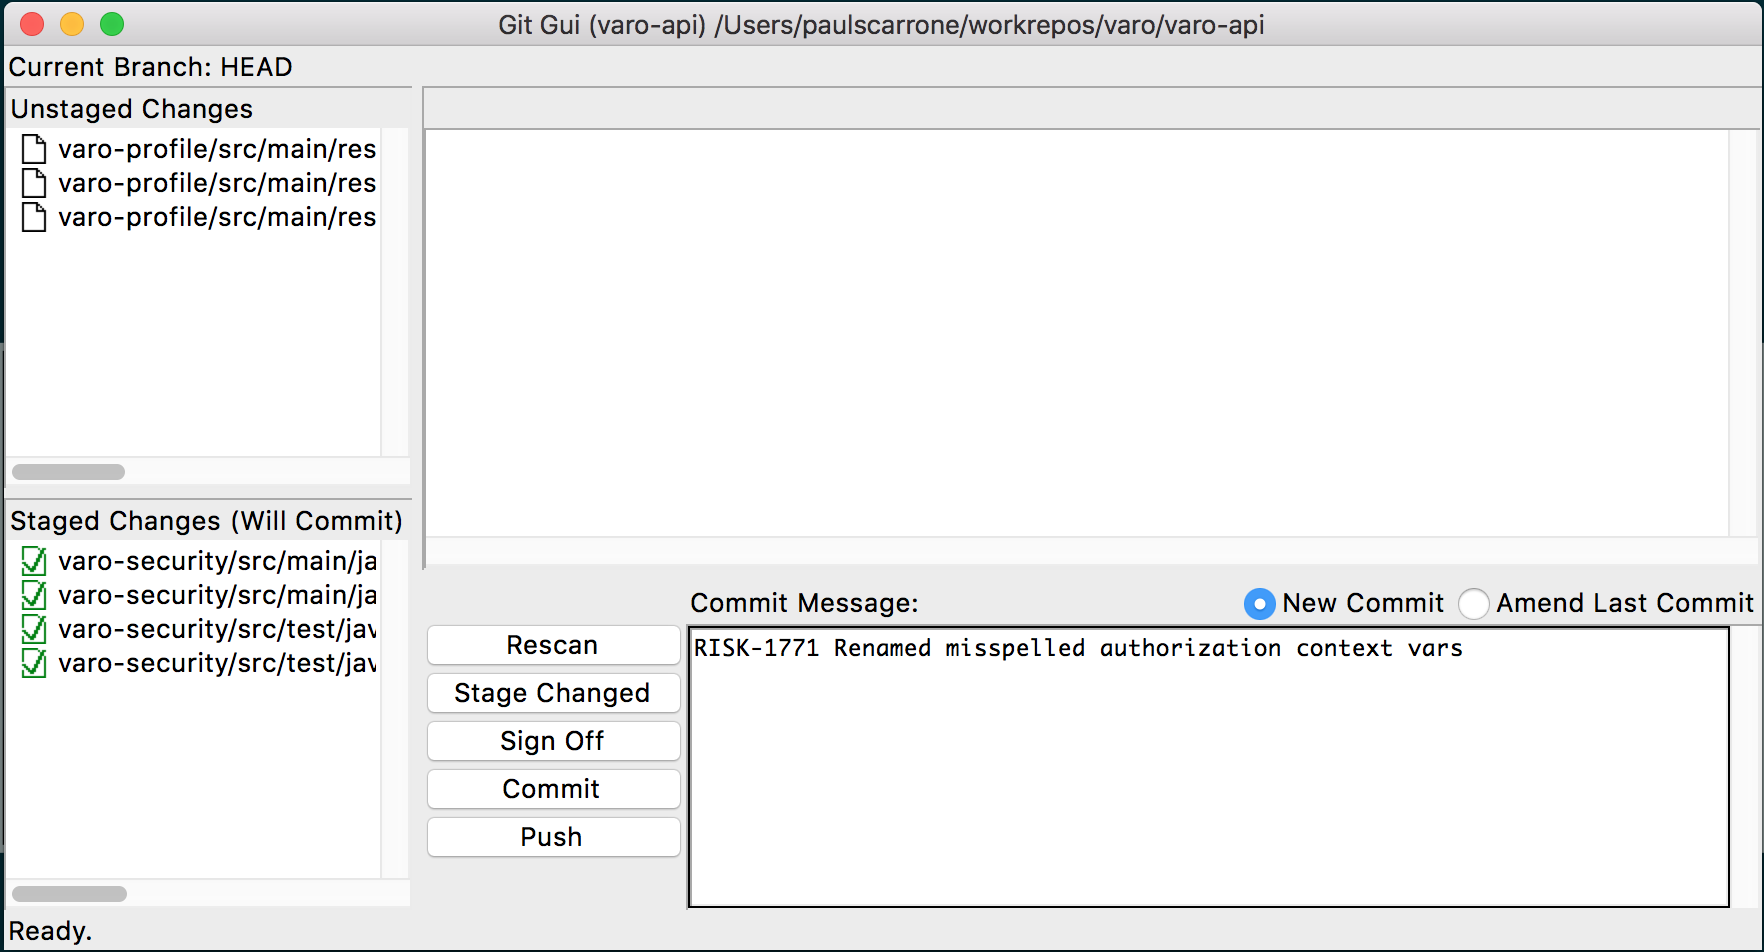 Git Gui (varo-api) /Users/paulscarrone/workrepos/varo/varo-api
Current Branch: HEAD
Unstaged Changes
varo-profile/src/main/res
varo-profile/src/main/res
varo-profile/src/main/res
Staged Changes (Will Commit)
varo-security/src/main/ja
varo-security/src/main/ja
varo-security/src/test/jav
varo-security/src/test/jav
Commit Message:
New Commit
Amend Last Commit
Rescan
Stage Changed
Sign Off
Commit
Push
RISK-1771 Renamed misspelled authorization context vars
Ready.